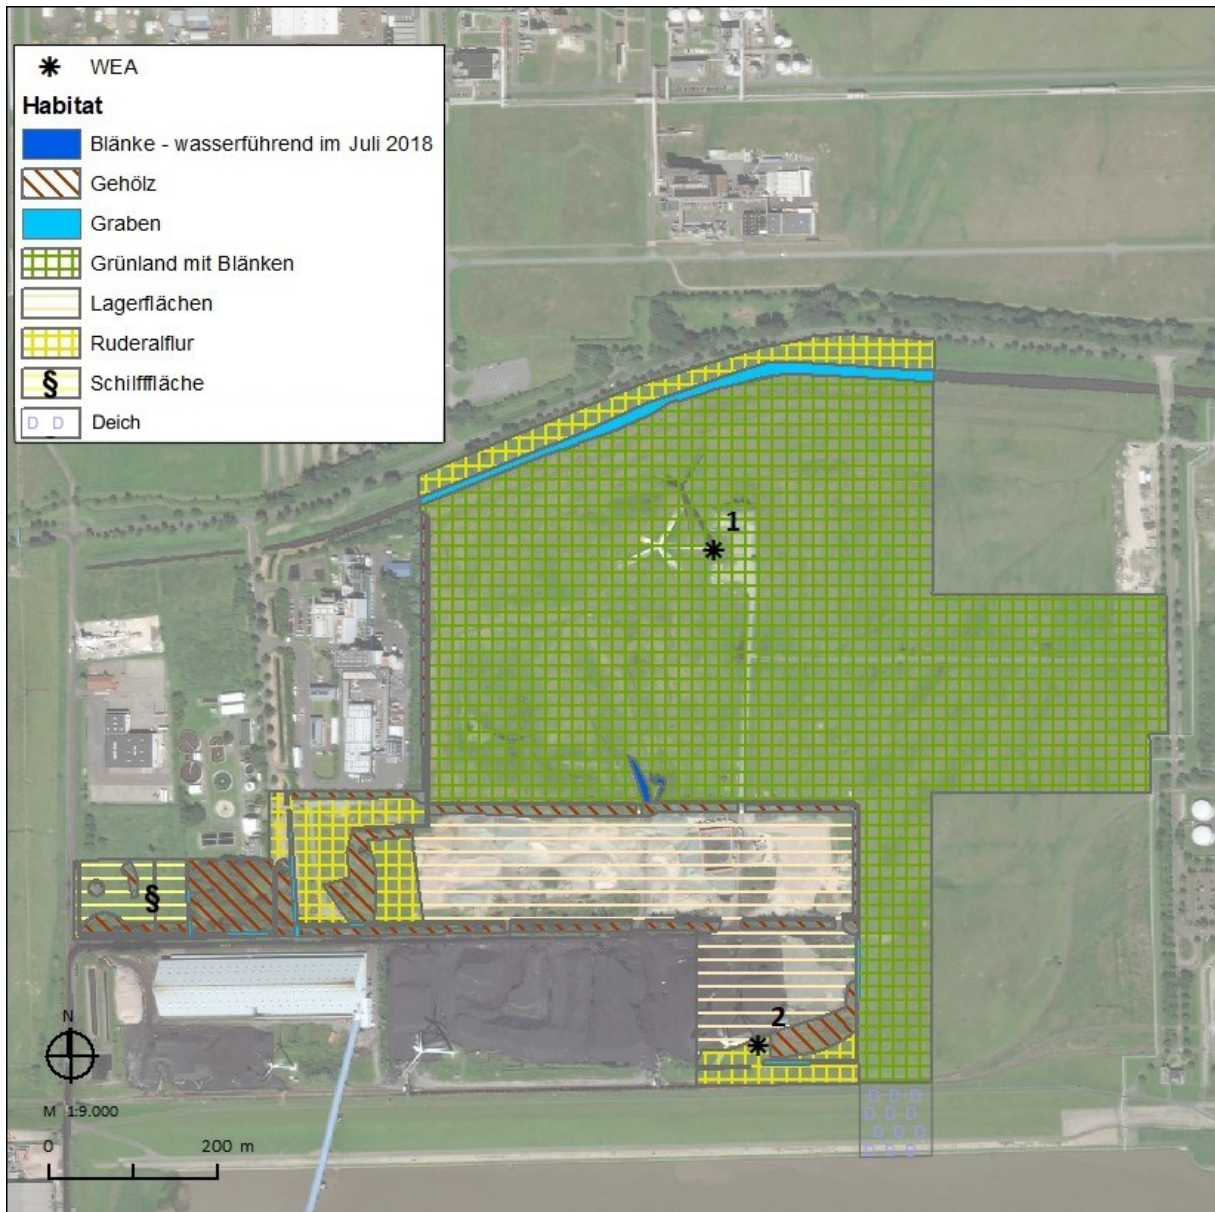 WEA
Habitat
Blänke - wasserführend im Juli 2018
Gehölz
Graben
Grünland mit Blänken
Lagerflächen
Ruderalflur
§ Schilfffläche
D D Deich
1
§
2
N
M 1:9.000
0 200 m
D D D
D D D
D D D
D D D